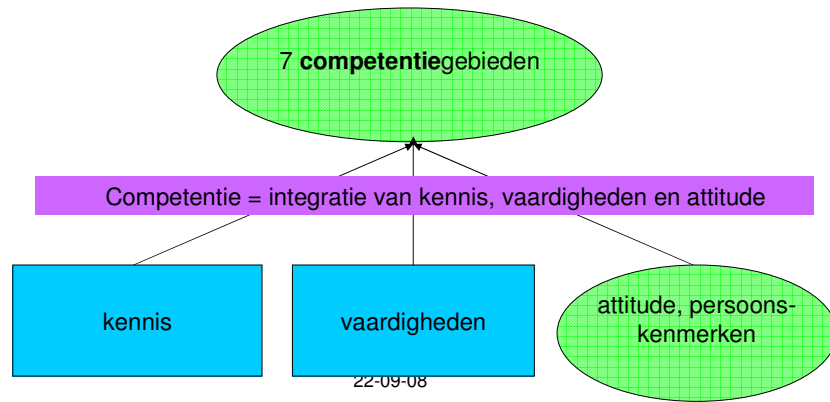 7 competentiegebieden
Competentie = integratie van kennis, vaardigheden en attitude
kennis
vaardigheden
attitude, persoons-
kenmerken
22-09-08